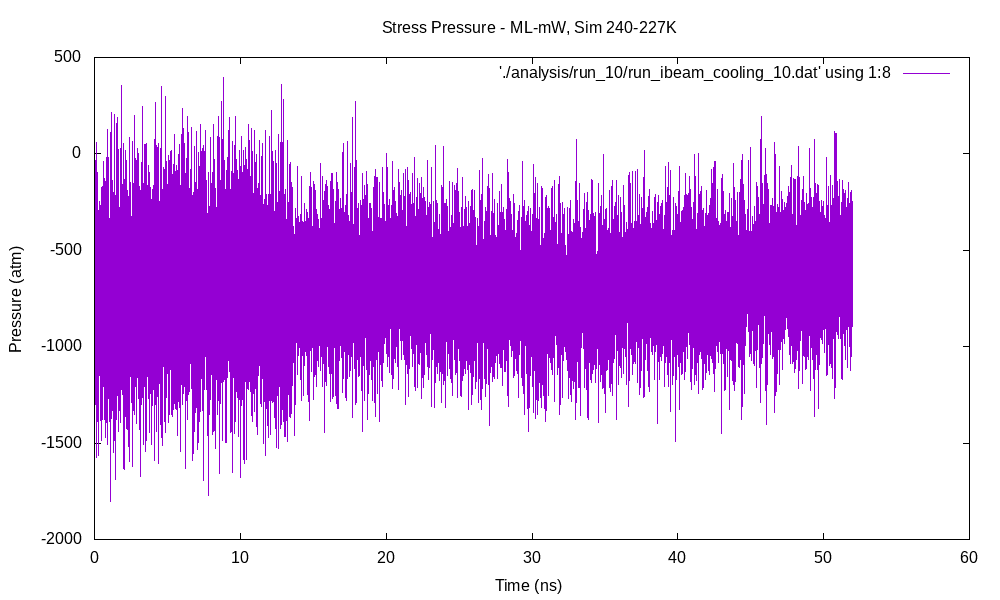 Stress Pressure - ML-mW, Sim 240-227K
'./analysis/run_10/run_ibeam_cooling_10.dat' using 1:8
500
0
-500
-1000
-1500
-2000
Pressure (atm)
0 10 20 30 40 50 60
Time (ns)